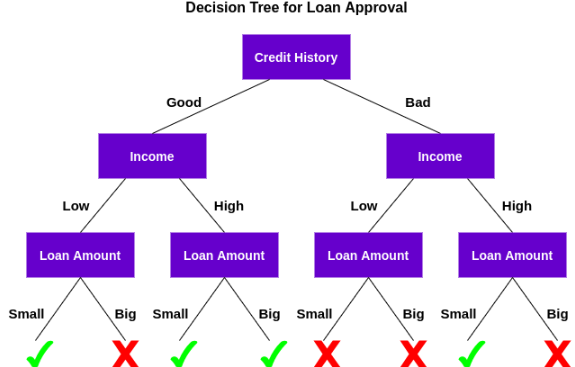 Decision Tree for Loan Approval
Credit History
Good
Bad
Income
Income
Low
High
Low
High
Loan Amount
Loan Amount
Loan Amount
Loan Amount
Small
Big
Small
Big
Small
Big
Small
Big